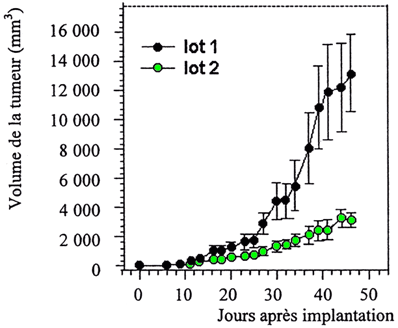 Volume de la tumeur (mm³)
16 000
14 000
12 000
10 000
8 000
6 000
4 000
2 000
0
lot 1
lot 2
0 10 20 30 40 50
Jours après implantation